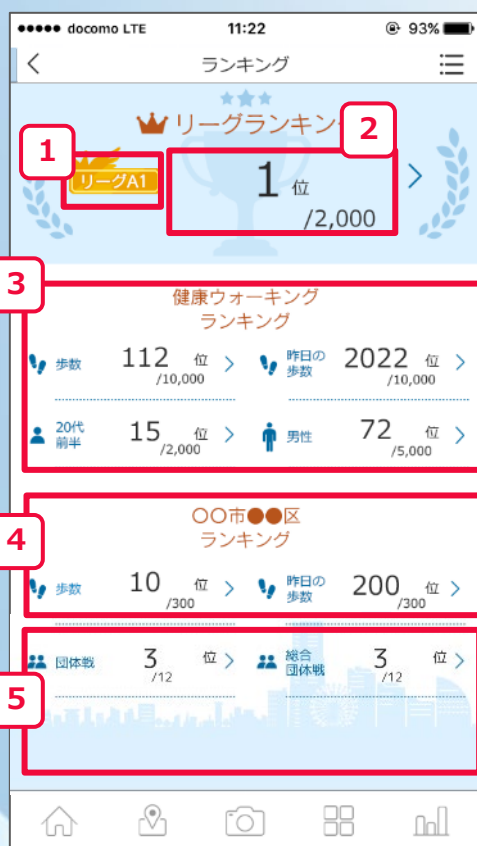 docomo LTE 11:22 93%
ランキング
リーグランキン
1
2
リーグA1
1 位
/2,000
3
健康ウォーキング
ランキング
歩数 112 位
/10,000
昨日の
歩数 2022 位
/10,000
20代
前半 15 位
/2,000
男性 72 位
/5,000
4
〇〇市●●区
ランキング
歩数 10 位
/300
昨日の
歩数 200 位
/300
5
団体戦 3 位
/12
総合
団体戦 3 位
/12